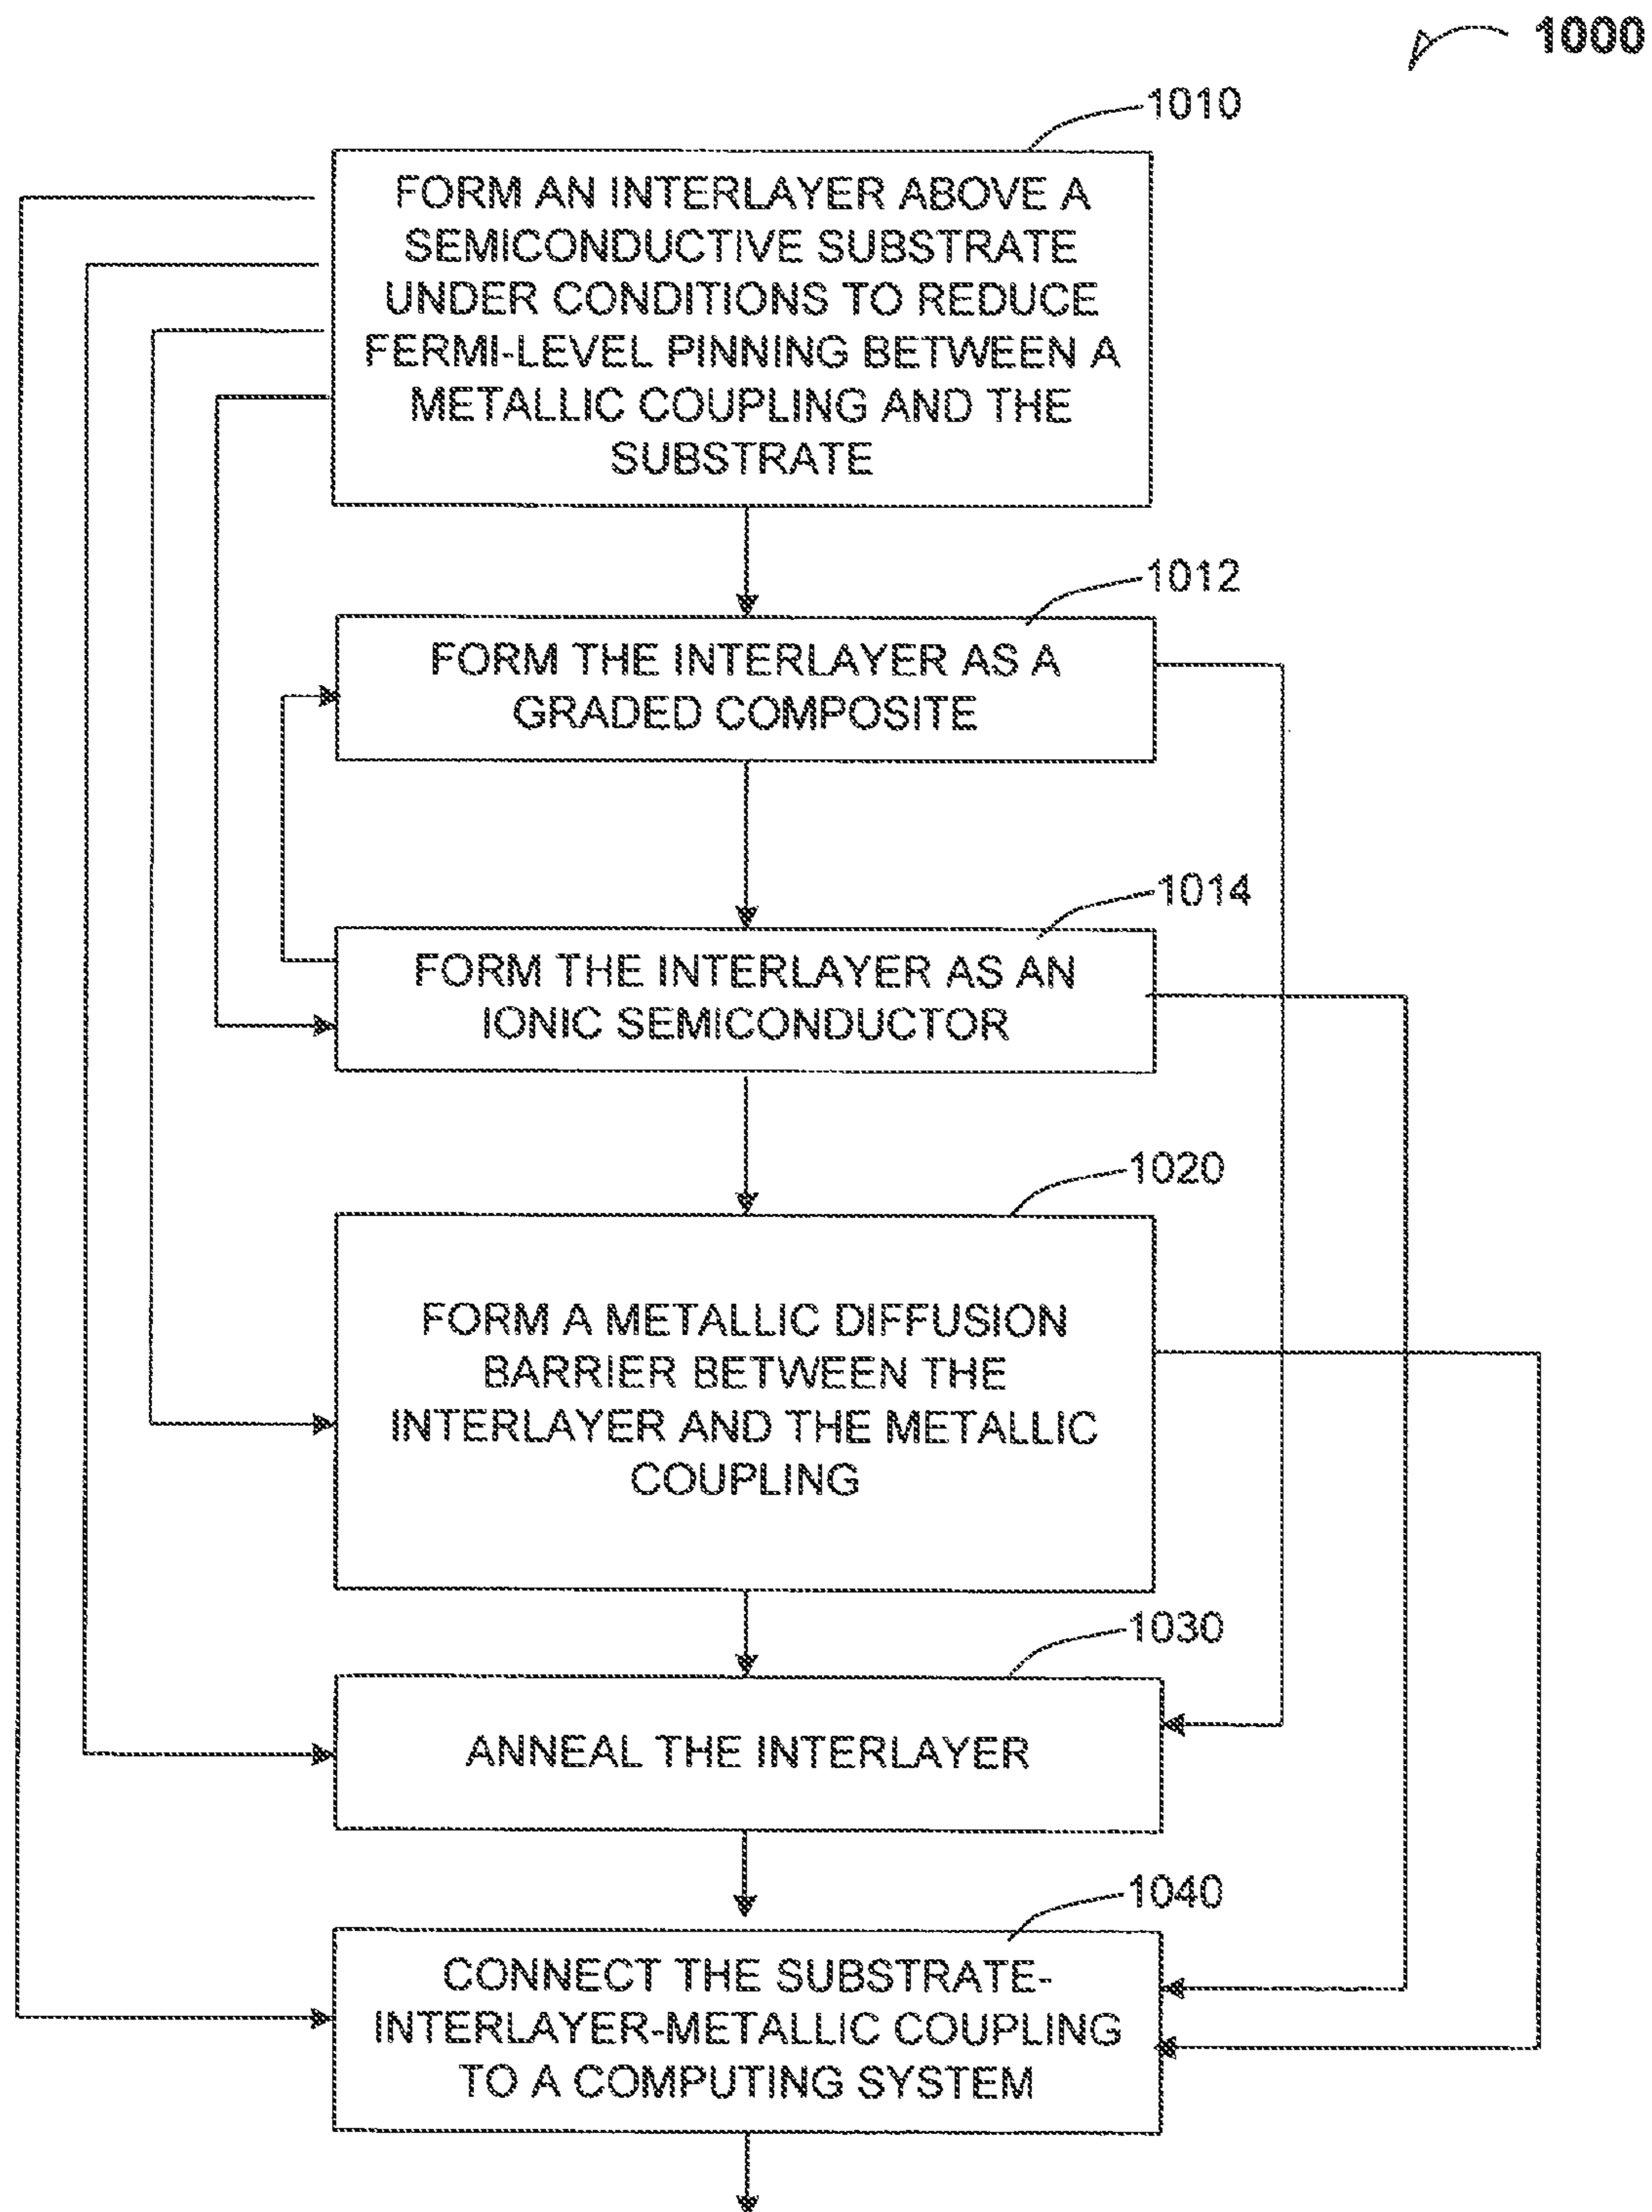 1000
1010
FORM AN INTERLAYER ABOVE A
SEMICONDUCTIVE SUBSTRATE
UNDER CONDITIONS TO REDUCE
FERMI-LEVEL PINNING BETWEEN A
METALLIC COUPLING AND THE
SUBSTRATE
1012
FORM THE INTERLAYER AS A
GRADED COMPOSITE
1014
FORM THE INTERLAYER AS AN
IONIC SEMICONDUCTOR
1020
FORM A METALLIC DIFFUSION
BARRIER BETWEEN THE
INTERLAYER AND THE METALLIC
COUPLING
1030
ANNEAL THE INTERLAYER
1040
CONNECT THE SUBSTRATE-
INTERLAYER-METALLIC COUPLING
TO A COMPUTING SYSTEM